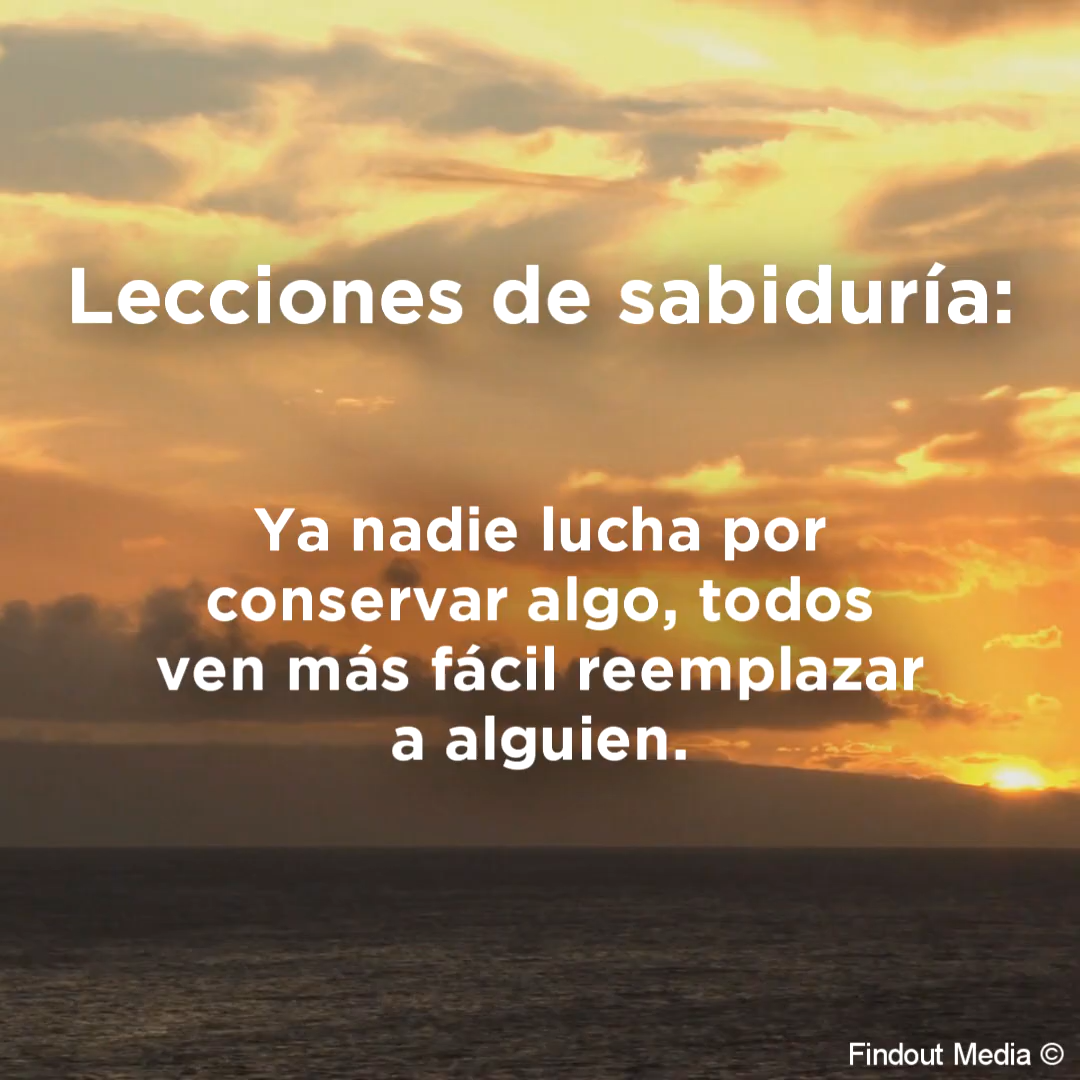 Lecciones de sabiduría:
Ya nadie lucha por
conservar algo, todos
ven más fácil reemplazar
a alguien.
Findout Media ©